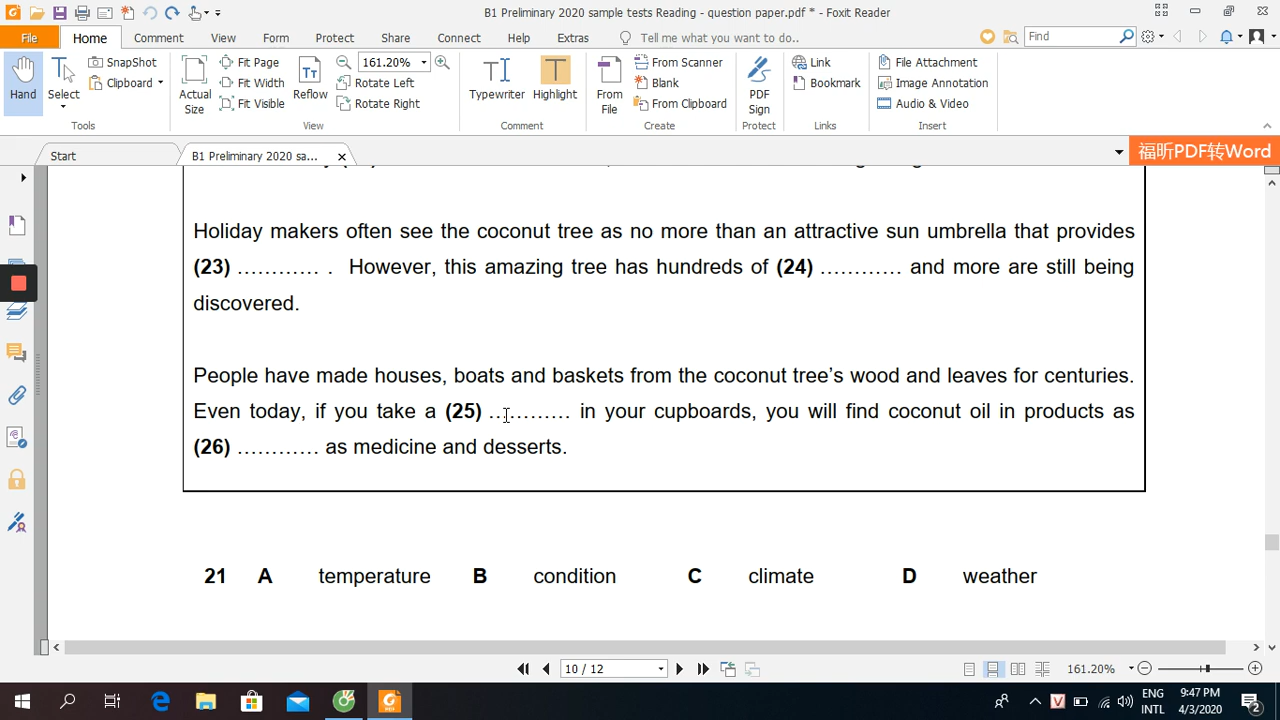 B1 Preliminary 2020 sample tests Reading - questionpaper.pdf * - Foxit Reader
File Home Comment View Form Protect Share Connect Help Extras Tell me what you want to do.. Find
Hand
Select
SnapShot
Clipboard
Actual Size
Fit Page
Fit Width
Fit Visible
Reflow
161.20%
Rotate Left
Rotate Right
Typewriter
Highlight
From File
From Scanner
Blank
From Clipboard
PDF Sign
Link
Bookmark
File Attachment
Image Annotation
Audio & Video
Tools View Comment Create Protect Links Insert
Start B1 Preliminary 2020 sa... 福昕PDF转Word
Holiday makers often see the coconut tree as no more than an attractive sun umbrella that provides
(23) ………… . However, this amazing tree has hundreds of (24) ………… and more are still being
discovered.
People have made houses, boats and baskets from the coconut tree’s wood and leaves for centuries.
Even today, if you take a (25) ………… in your cupboards, you will find coconut oil in products as
(26) ………… as medicine and desserts.
21 A temperature B condition C climate D weather
10 / 12 161.20%
ENG 9:47 PM
INTL 4/3/2020 2